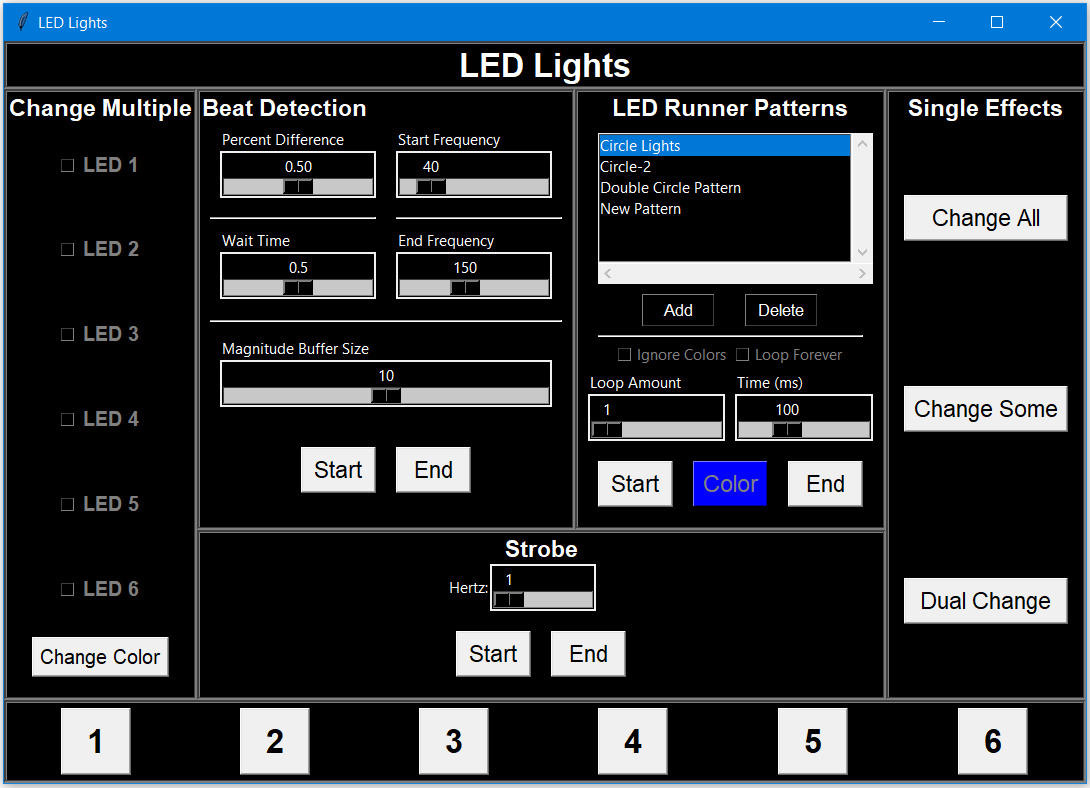 LED Lights
LED Lights
Change Multiple
LED 1
LED 2
LED 3
LED 4
LED 5
LED 6
Change Color
Beat Detection
Percent Difference
0.50
Start Frequency
40
Wait Time
0.5
End Frequency
150
Magnitude Buffer Size
10
Start
End
LED Runner Patterns
Circle Lights
Circle-2
Double Circle Pattern
New Pattern
Add
Delete
Ignore Colors
Loop Forever
Loop Amount
1
Time (ms)
100
Start
Color
End
Strobe
Hertz:
1
Start
End
Single Effects
Change All
Change Some
Dual Change
1
2
3
4
5
6